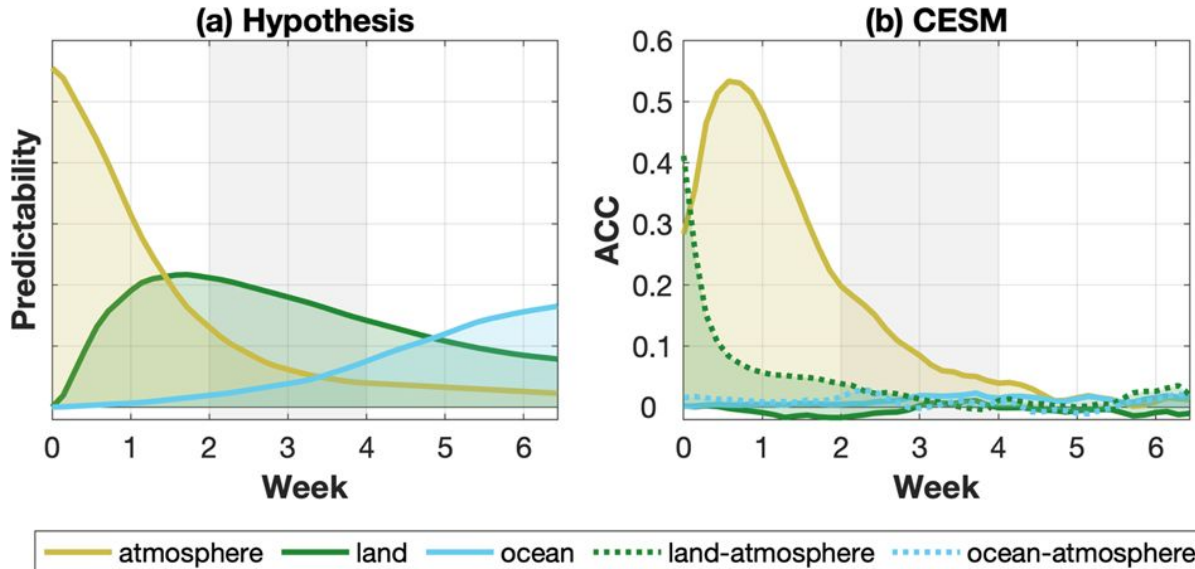 (a) Hypothesis
Predictability
0 1 2 3 4 5 6
Week
(b) CESM
ACC
0.6
0.5
0.4
0.3
0.2
0.1
0
0 1 2 3 4 5 6
Week
atmosphere land ocean land-atmosphere ocean-atmosphere